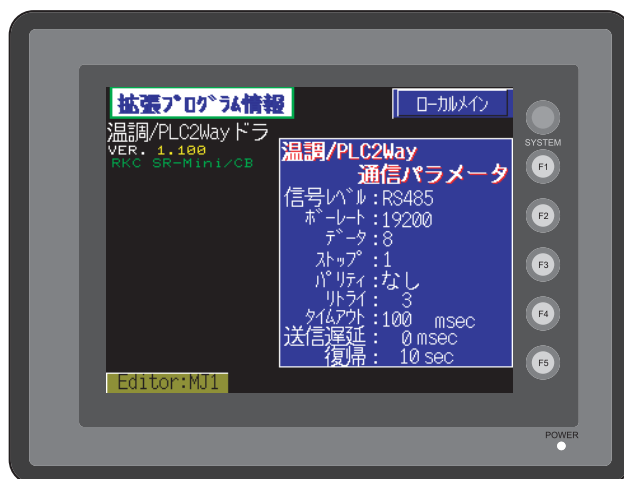 拡張プログラム情報
ローカルメイン
温調/PLC2Wayドラ
VER. 1.100
RKC SR-Mini/CB
温調/PLC2Way
通信パラメータ
信号レベル:RS485
ボーレート:19200
データ:8
ストップ:1
パリティ:なし
リトライ: 3
タイムアウト:100 msec
送信遅延: 0 msec
復帰: 10 sec
Editor:MJ1
SYSTEM
F1
F2
F3
F4
F5
POWER